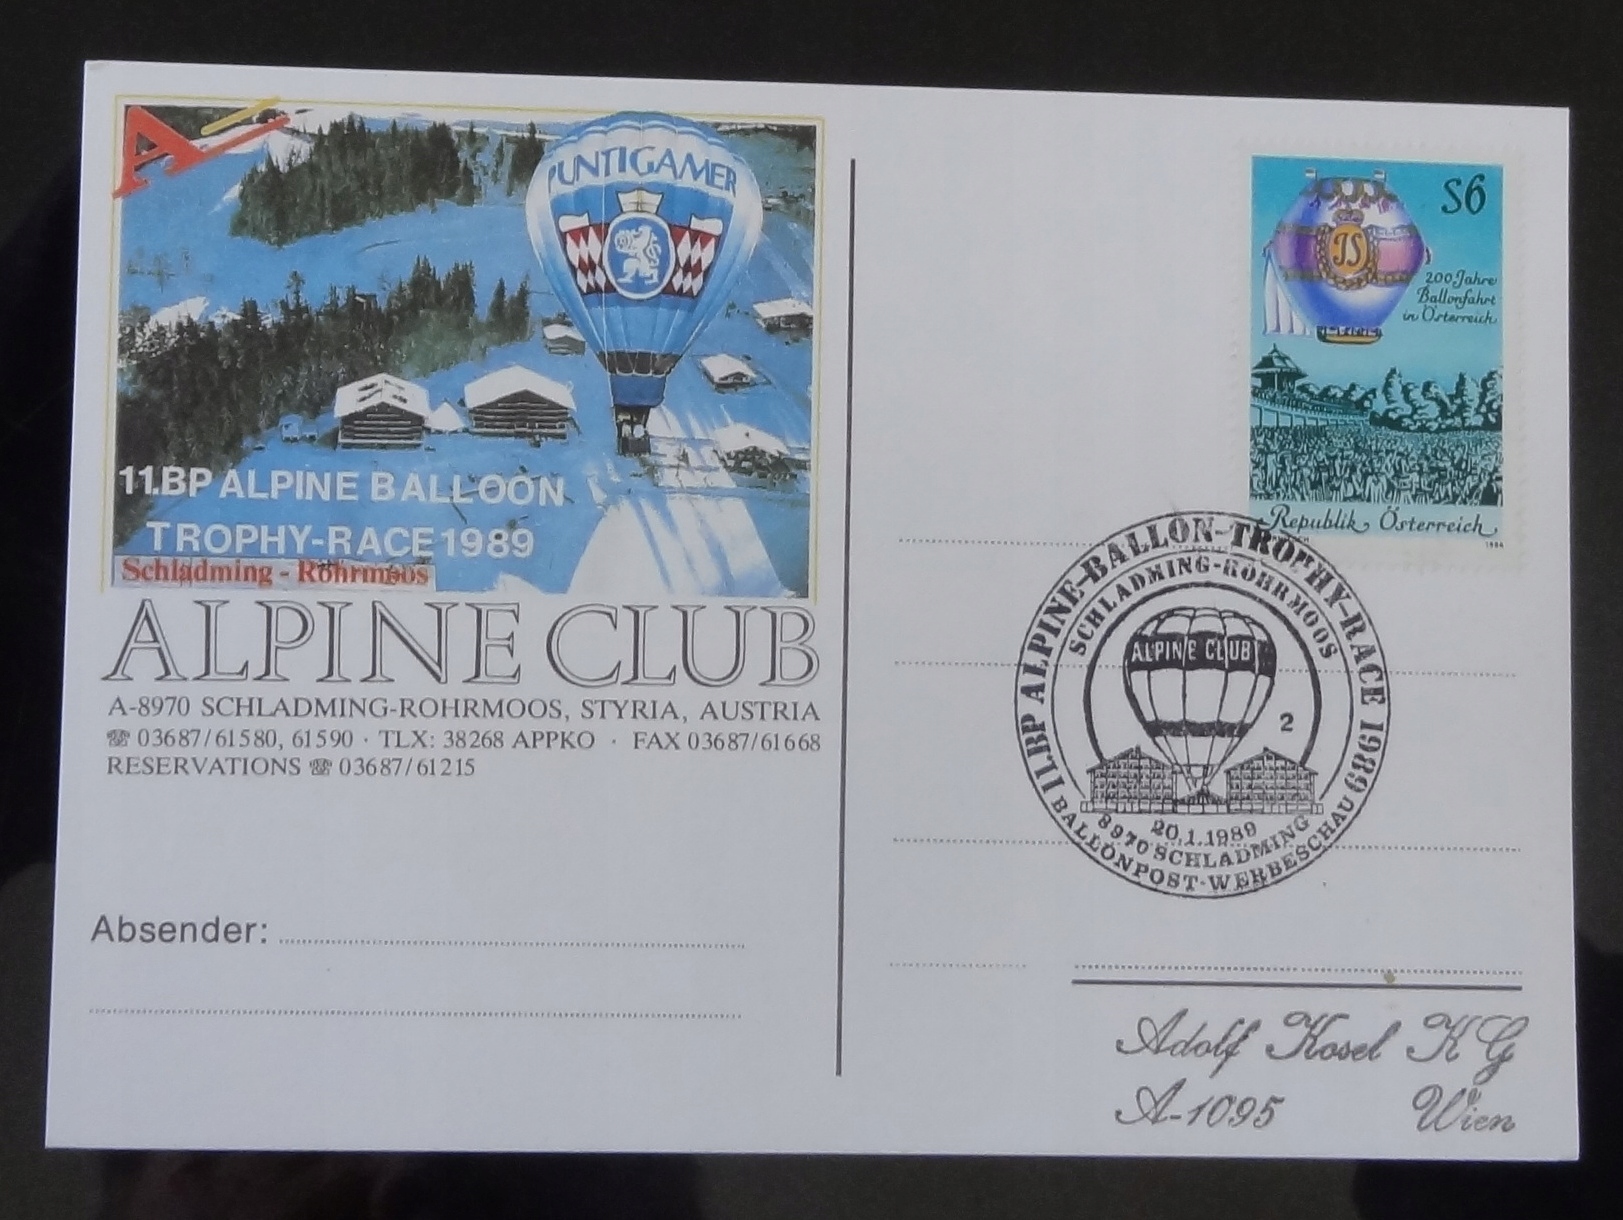 A
PUNTIGAMER
11.BP ALPINE BALLOON
TROPHY-RACE 1989
Schladming - Rohrmoos
ALPINE CLUB
A-8970 SCHLADMING-ROHRMOOS, STYRIA, AUSTRIA
☏ 03687/61580, 61590 · TLX: 38268 APPKO · FAX 03687/61668
RESERVATIONS ☏ 03687/61215
Absender:
S6
JS
200 Jahre
Ballonfahrt
in Österreich
Republik Österreich
1984
11.BP ALPINE-BALLON-TROPHY-RACE 1989
SCHLADMING-ROHRMOOS
ALPINE CLUB
2
20.1.1989
8970 SCHLADMING
BALLONPOST-WERBESCHAU
Adolf Kosel KG
A-1095 Wien